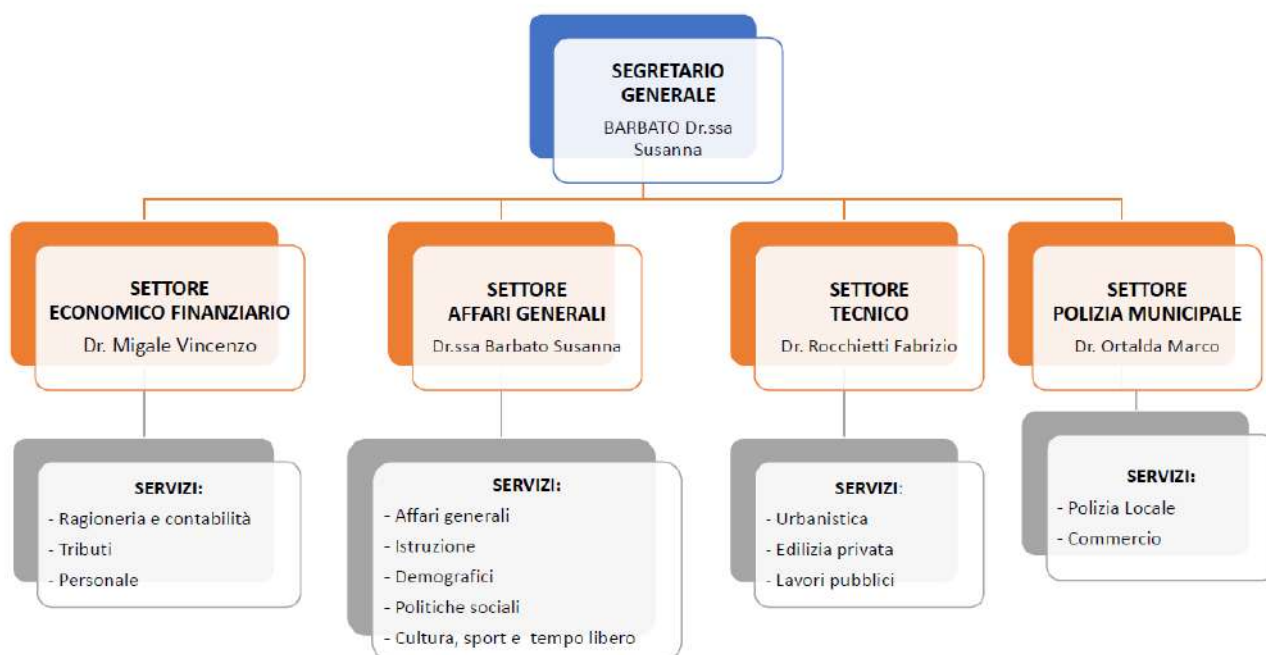 SEGRETARIO
GENERALE
BARBATO Dr.ssa
Susanna
SETTORE
ECONOMICO FINANZIARIO
Dr. Migale Vincenzo
SETTORE
AFFARI GENERALI
Dr.ssa Barbato Susanna
SETTORE
TECNICO
Dr. Rocchietti Fabrizio
SETTORE
POLIZIA MUNICIPALE
Dr. Ortalda Marco
SERVIZI:
- Ragioneria e contabilità
- Tributi
- Personale
SERVIZI:
- Affari generali
- Istruzione
- Demografici
- Politiche sociali
- Cultura, sport e tempo libero
SERVIZI:
- Urbanistica
- Edilizia privata
- Lavori pubblici
SERVIZI:
- Polizia Locale
- Commercio